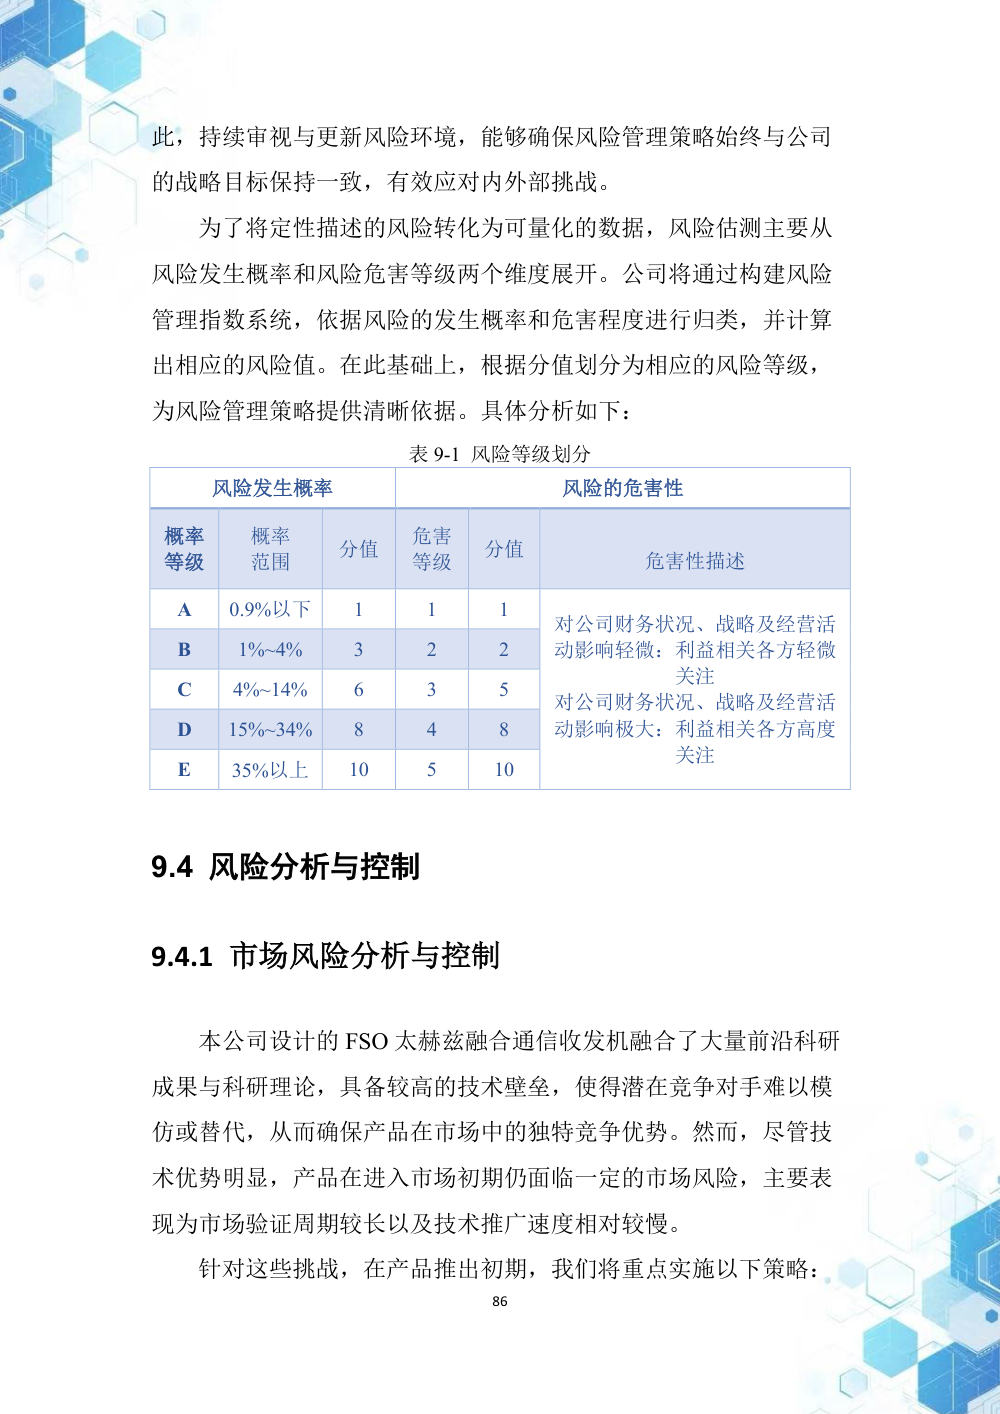 此，持续审视与更新风险环境，能够确保风险管理策略始终与公司
的战略目标保持一致，有效应对内外部挑战。
为了将定性描述的风险转化为可量化的数据，风险估测主要从
风险发生概率和风险危害等级两个维度展开。公司将通过构建风险
管理指数系统，依据风险的发生概率和危害程度进行归类，并计算
出相应的风险值。在此基础上，根据分值划分为相应的风险等级，
为风险管理策略提供清晰依据。具体分析如下：
表 9-1 风险等级划分
风险发生概率 风险的危害性
概率等级 概率范围 分值 危害等级 分值 危害性描述
A 0.9%以下 1 1 1
B 1%~4% 3 2 2
C 4%~14% 6 3 5
D 15%~34% 8 4 8
E 35%以上 10 5 10
对公司财务状况、战略及经营活
动影响轻微：利益相关各方轻微
关注
对公司财务状况、战略及经营活
动影响极大：利益相关各方高度
关注
9.4 风险分析与控制
9.4.1 市场风险分析与控制
本公司设计的 FSO 太赫兹融合通信收发机融合了大量前沿科研
成果与科研理论，具备较高的技术壁垒，使得潜在竞争对手难以模
仿或替代，从而确保产品在市场中的独特竞争优势。然而，尽管技
术优势明显，产品在进入市场初期仍面临一定的市场风险，主要表
现为市场验证周期较长以及技术推广速度相对较慢。
针对这些挑战，在产品推出初期，我们将重点实施以下策略：
86